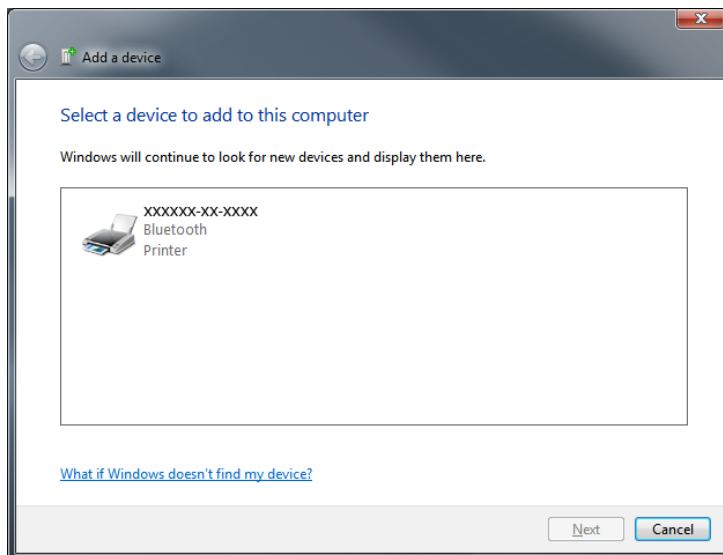 Add a device
Select a device to add to this computer
Windows will continue to look for new devices and display them here.
XXXXXX-XX-XXXX
Bluetooth
Printer
What if Windows doesn't find my device?
Next Cancel